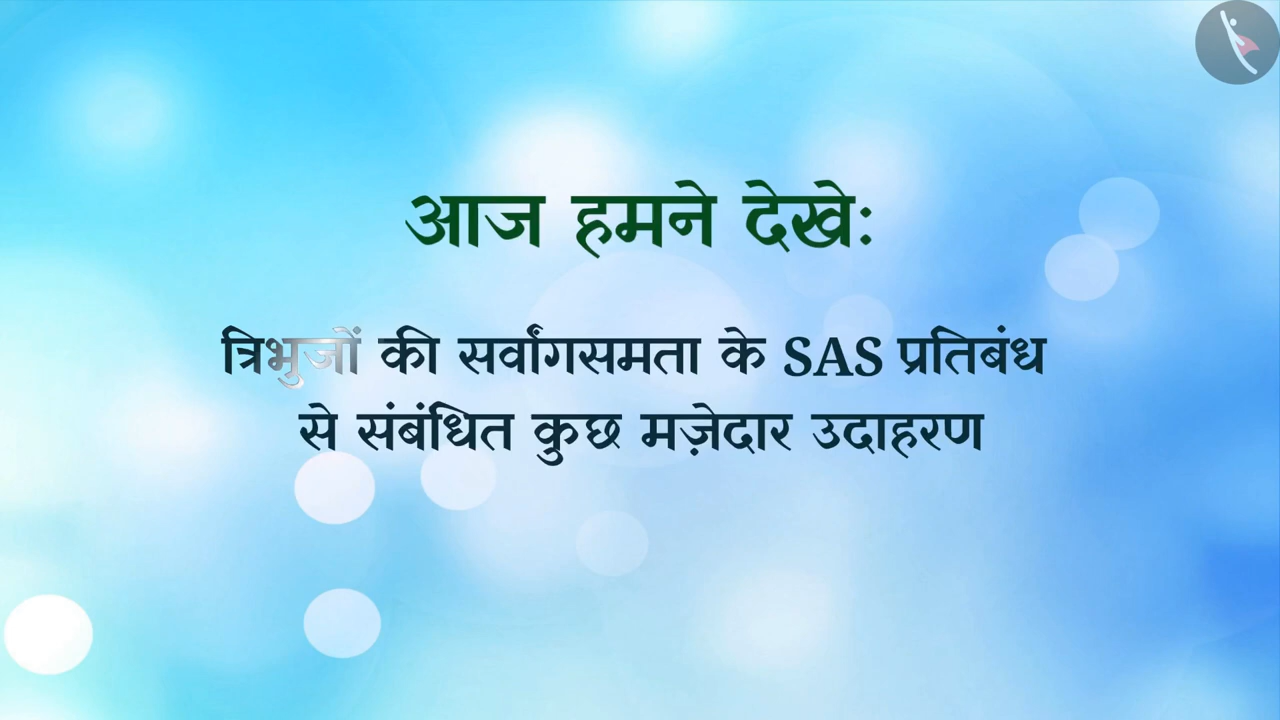 आज हमने देखे:
त्रिभुजों की सर्वांगसमता के SAS प्रतिबंध
से संबंधित कुछ मज़ेदार उदाहरण